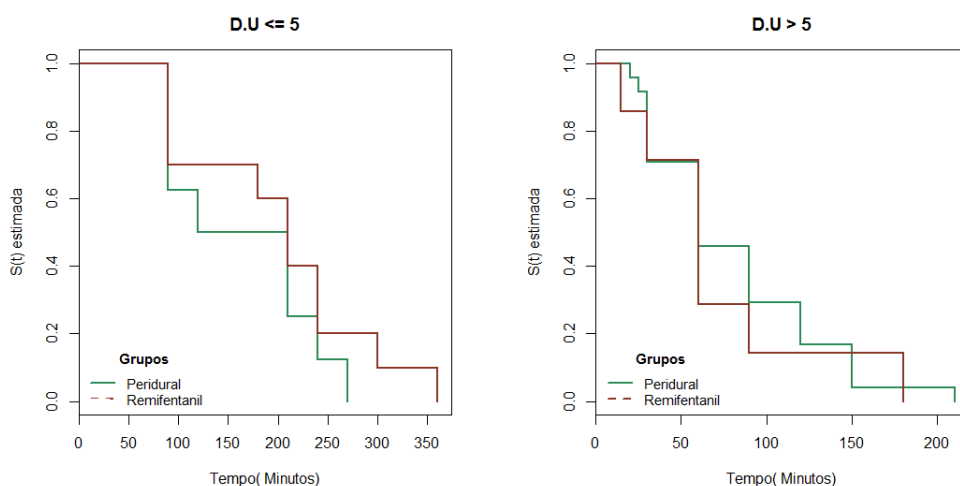 D.U <= 5
S(t) estimada
1.0
0.8
0.6
0.4
0.2
0.0
Grupos
Peridural
Remifentanil
0 50 100 150 200 250 300 350
Tempo( Minutos)
D.U > 5
S(t) estimada
1.0
0.8
0.6
0.4
0.2
0.0
Grupos
Peridural
Remifentanil
0 50 100 150 200
Tempo( Minutos)